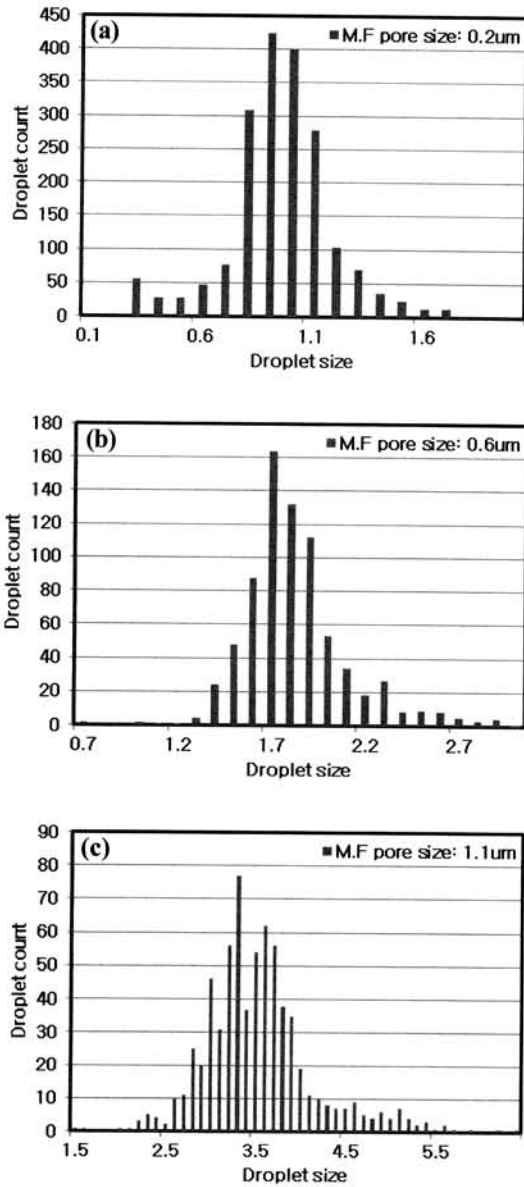 (a)
M.F pore size: 0.2um
450
400
350
300
250
200
150
100
50
0
Droplet count
0.1 0.6 1.1 1.6
Droplet size
(b)
M.F pore size: 0.6um
180
160
140
120
100
80
60
40
20
0
Droplet count
0.7 1.2 1.7 2.2 2.7
Droplet size
(c)
M.F pore size: 1.1um
90
80
70
60
50
40
30
20
10
0
Droplet count
1.5 2.5 3.5 4.5 5.5
Droplet size